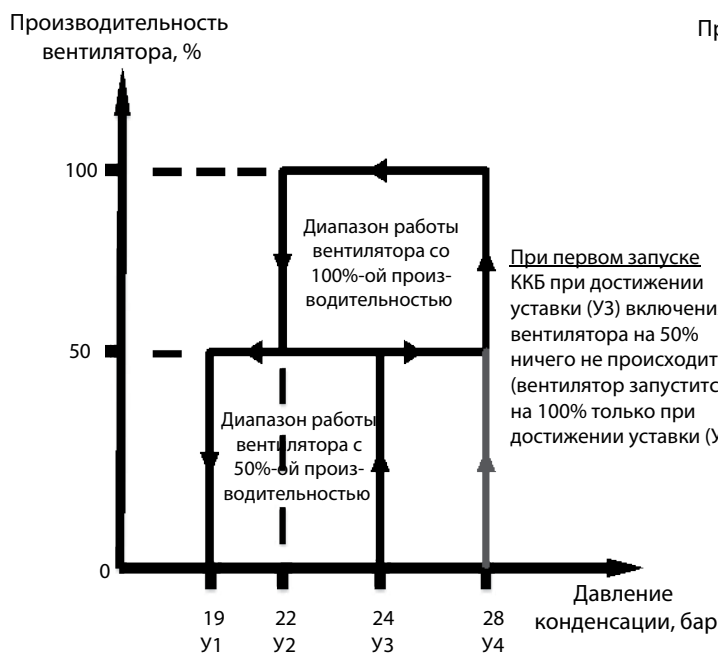 Производительность
вентилятора, %
Пр
100
Диапазон работы
вентилятора со
100%-ой произ-
водительностью
При первом запуске
ККБ при достижении
уставки (У3) включени
вентилятора на 50%
ничего не происходит
(вентилятор запуститс
на 100% только при
достижении уставки (У
50
Диапазон работы
вентилятора с
50%-ой произ-
водительностью
0
19 22 24 28
У1 У2 У3 У4
Давление
конденсации, бар